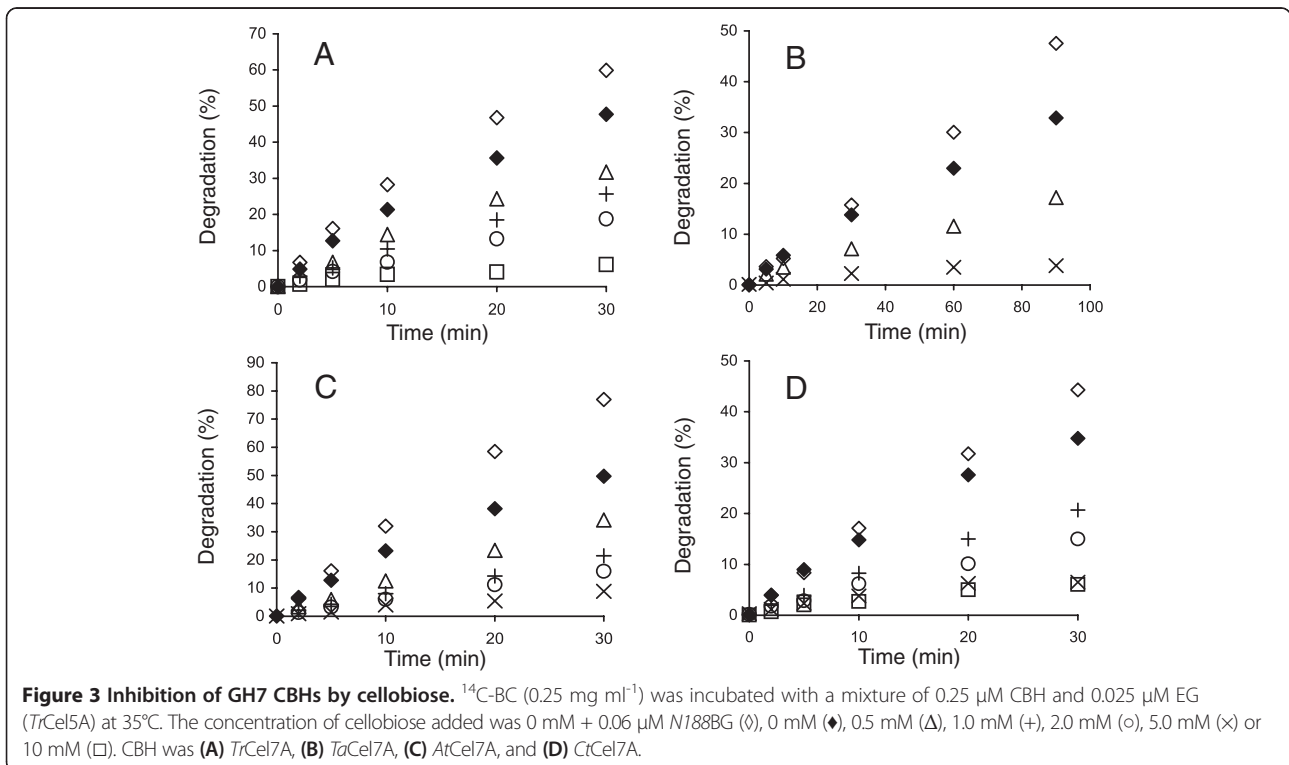 A
Degradation (%)
70
60
50
40
30
20
10
0
0 10 20 30
Time (min)
B
Degradation (%)
50
40
30
20
10
0
0 20 40 60 80 100
Time (min)
C
Degradation (%)
90
80
70
60
50
40
30
20
10
0
0 10 20 30
Time (min)
D
Degradation (%)
50
40
30
20
10
0
0 10 20 30
Time (min)
Figure 3 Inhibition of GH7 CBHs by cellobiose. ¹⁴C-BC (0.25 mg ml⁻¹) was incubated with a mixture of 0.25 μM CBH and 0.025 μM EG
(TrCel5A) at 35°C. The concentration of cellobiose added was 0 mM + 0.06 μM N188BG (◊), 0 mM (♦), 0.5 mM (Δ), 1.0 mM (+), 2.0 mM (○), 5.0 mM (×) or
10 mM (□). CBH was (A) TrCel7A, (B) TaCel7A, (C) AtCel7A, and (D) CtCel7A.